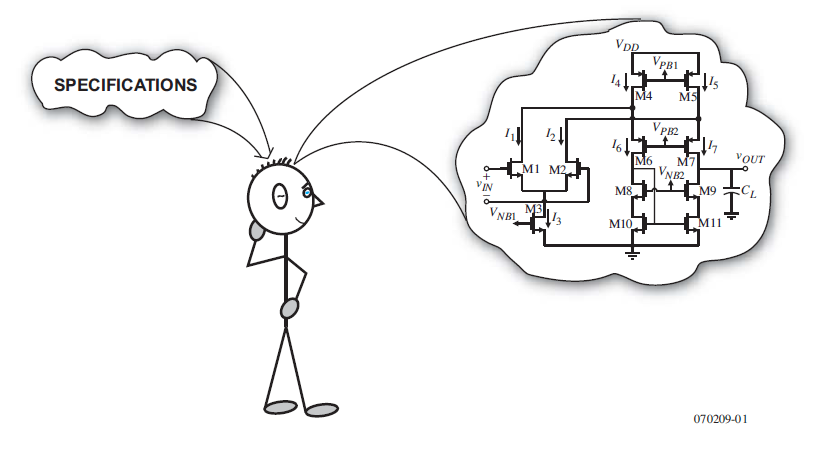 SPECIFICATIONS
VDD
VPB1
I4
I5
M4
M5
I1
I2
VPB2
I6
I7
M6
M7
vOUT
+
vIN
−
M1
M2
VNB2
M8
M9
CL
VNB1
M3
I3
M10
M11
070209-01